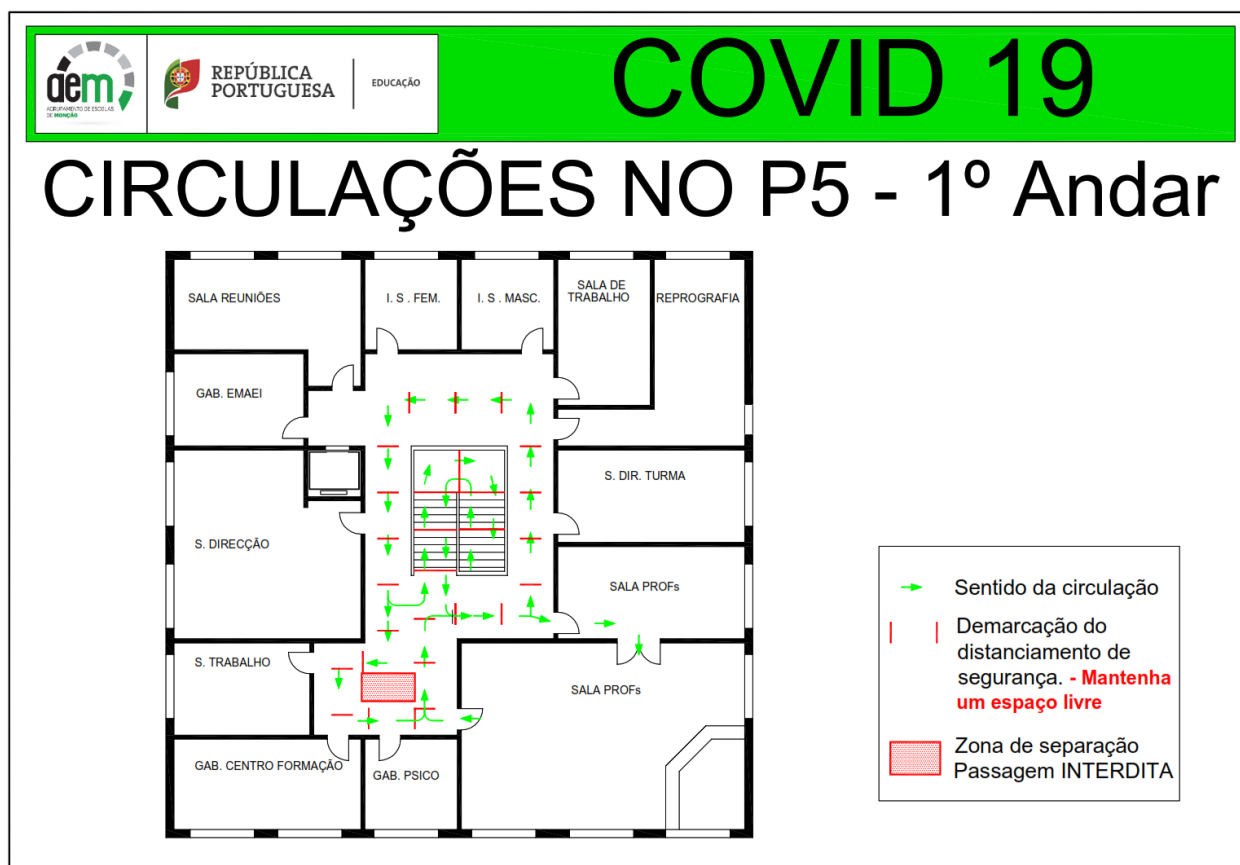 aem
AGRUPAMENTO DE ESCOLAS
DE MONÇÃO
REPÚBLICA
PORTUGUESA
EDUCAÇÃO
COVID 19
CIRCULAÇÕES NO P5 - 1º Andar
SALA REUNIÕES
I. S . FEM.
I. S . MASC.
SALA DE
TRABALHO
REPROGRAFIA
GAB. EMAEI
S. DIR. TURMA
S. DIRECÇÃO
SALA PROFs
S. TRABALHO
SALA PROFs
GAB. CENTRO FORMAÇÃO
GAB. PSICO
Sentido da circulação
Demarcação do
distanciamento de
segurança. - Mantenha
um espaço livre
Zona de separação
Passagem INTERDITA